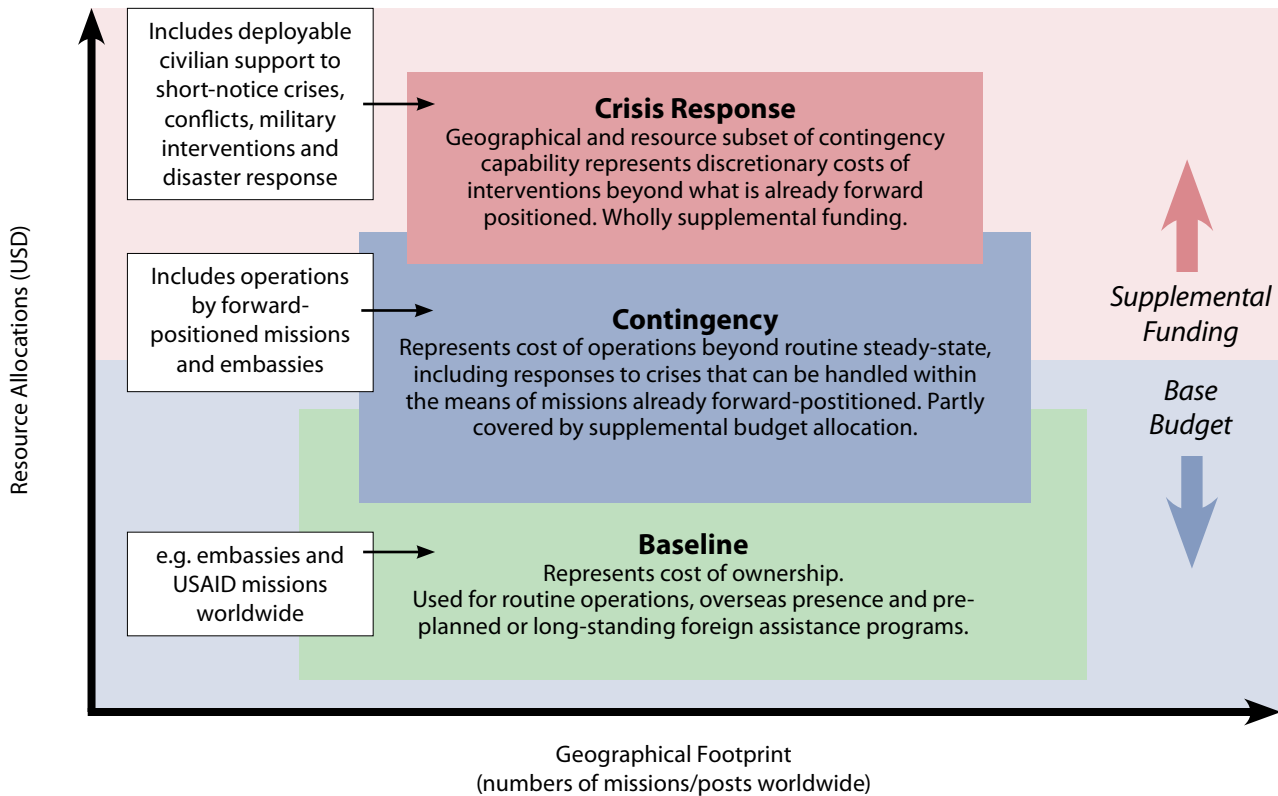 Includes deployable
civilian support to
short-notice crises,
conflicts, military
interventions and
disaster response
Crisis Response
Geographical and resource subset of contingency
capability represents discretionary costs of
interventions beyond what is already forward
positioned. Wholly supplemental funding.
Resource Allocations (USD)
Includes operations
by forward-
positioned missions
and embassies
Contingency
Represents cost of operations beyond routine steady-state,
including responses to crises that can be handled within
the means of missions already forward-postitioned. Partly
covered by supplemental budget allocation.
Supplemental
Funding
Base
Budget
e.g. embassies and
USAID missions
worldwide
Baseline
Represents cost of ownership.
Used for routine operations, overseas presence and pre-
planned or long-standing foreign assistance programs.
Geographical Footprint
(numbers of missions/posts worldwide)